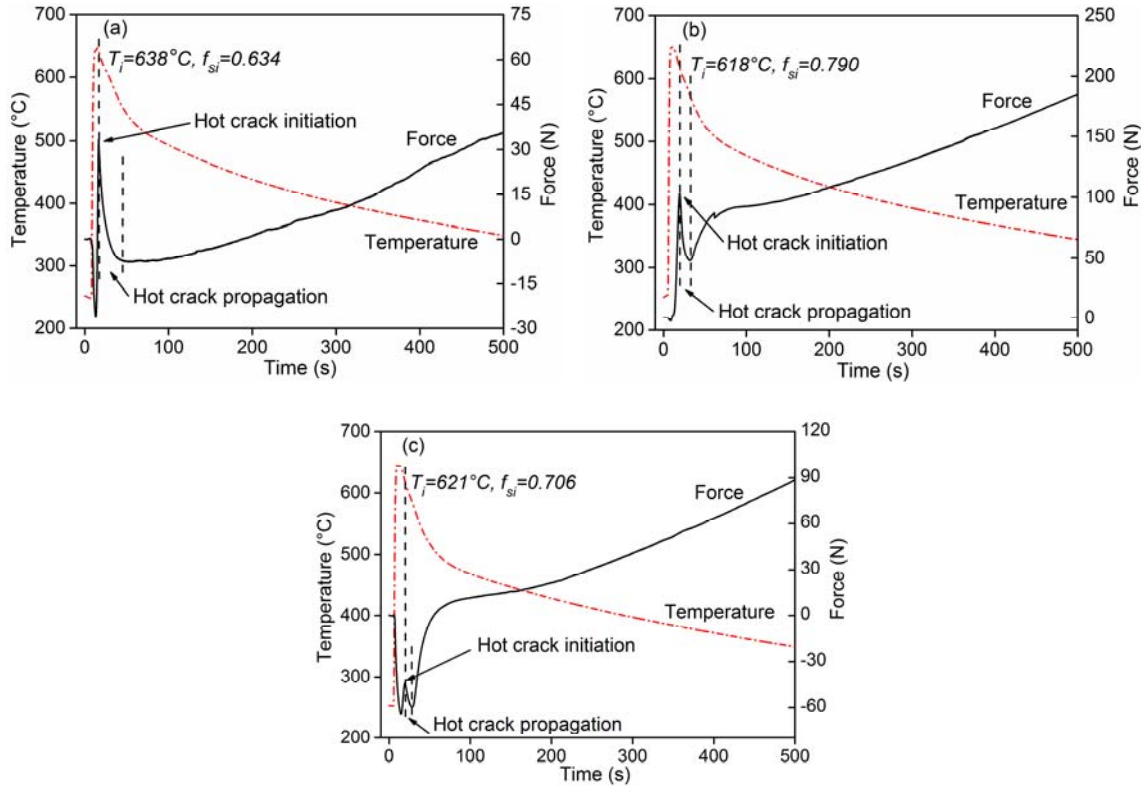 (a)
T_i=638°C, f_si=0.634
Hot crack initiation
Force
Temperature
Hot crack propagation
700
600
500
400
300
200
Temperature (°C)
75
60
45
30
15
0
-15
-30
Force (N)
0 100 200 300 400 500
Time (s)
(b)
T_i=618°C, f_si=0.790
Force
Temperature
Hot crack initiation
Hot crack propagation
700
600
500
400
300
200
Temperature (°C)
250
200
150
100
50
0
Force (N)
0 100 200 300 400 500
Time (s)
(c)
T_i=621°C, f_si=0.706
Force
Temperature
Hot crack initiation
Hot crack propagation
700
600
500
400
300
200
Temperature (°C)
120
90
60
30
0
-30
-60
Force (N)
0 100 200 300 400 500
Time (s)